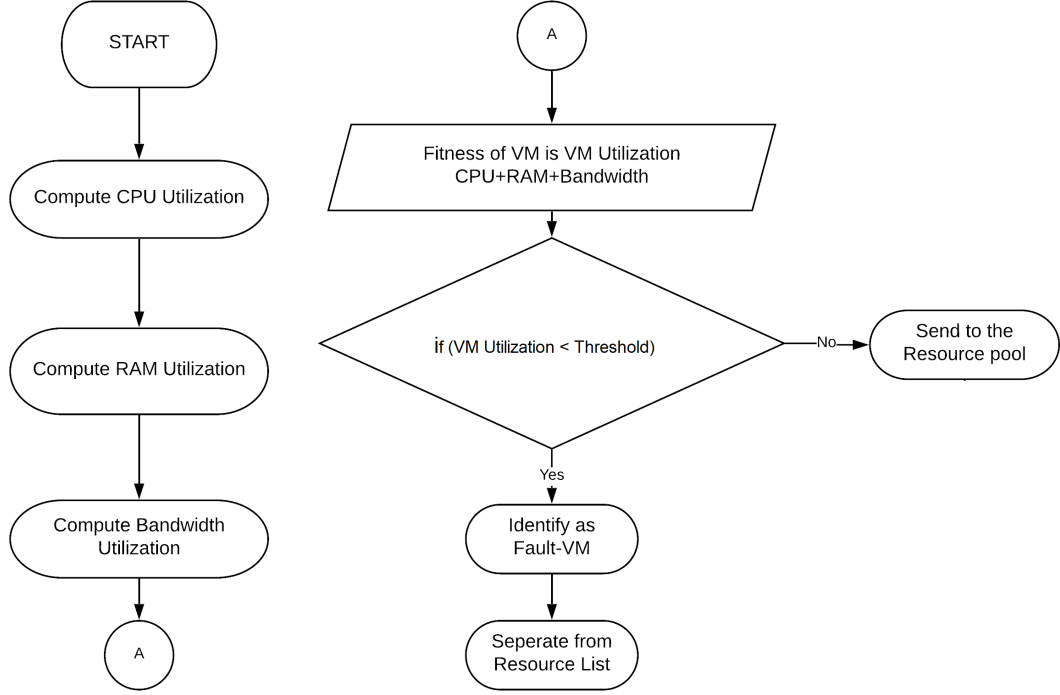 START
Compute CPU Utilization
Compute RAM Utilization
Compute Bandwidth
Utilization
A
A
Fitness of VM is VM Utilization
CPU+RAM+Bandwidth
if (VM Utilization < Threshold)
No
Send to the
Resource pool
Yes
Identify as
Fault-VM
Seperate from
Resource List